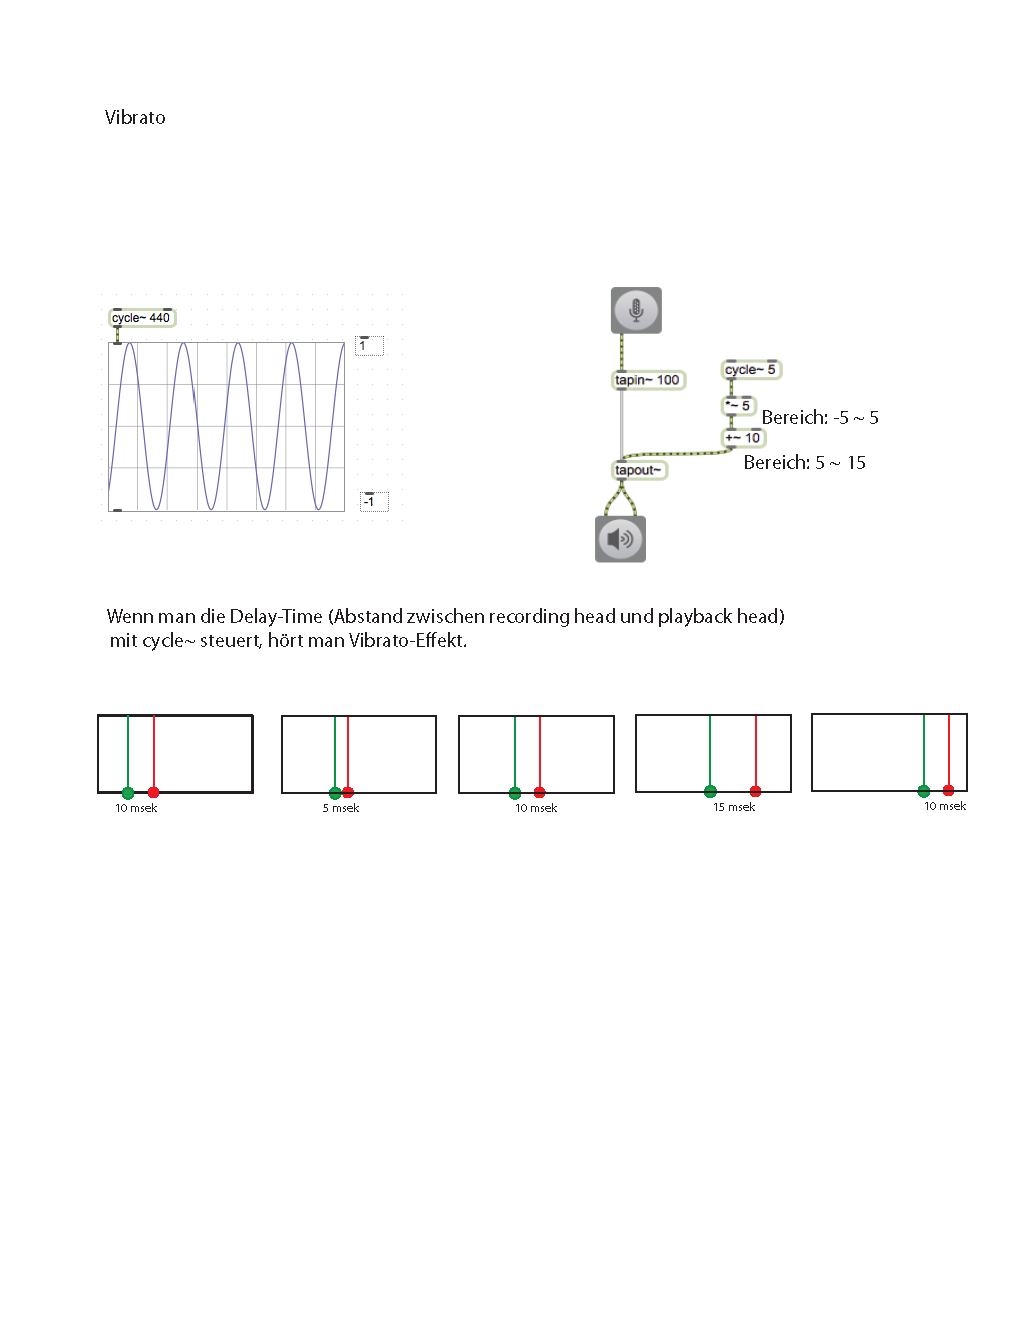 Vibrato
cycle~ 440
1
-1
tapin~ 100
cycle~ 5
*~ 5
Bereich: -5 ~ 5
+~ 10
Bereich: 5 ~ 15
tapout~
Wenn man die Delay-Time (Abstand zwischen recording head und playback head)
mit cycle~ steuert, hört man Vibrato-Effekt.
10 msek
5 msek
10 msek
15 msek
10 msek